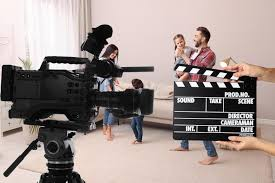 PROD.NO.
SOUND TAKE SCENE
DIRECTOR
CAMERAMAN
INT. EXT. DATE